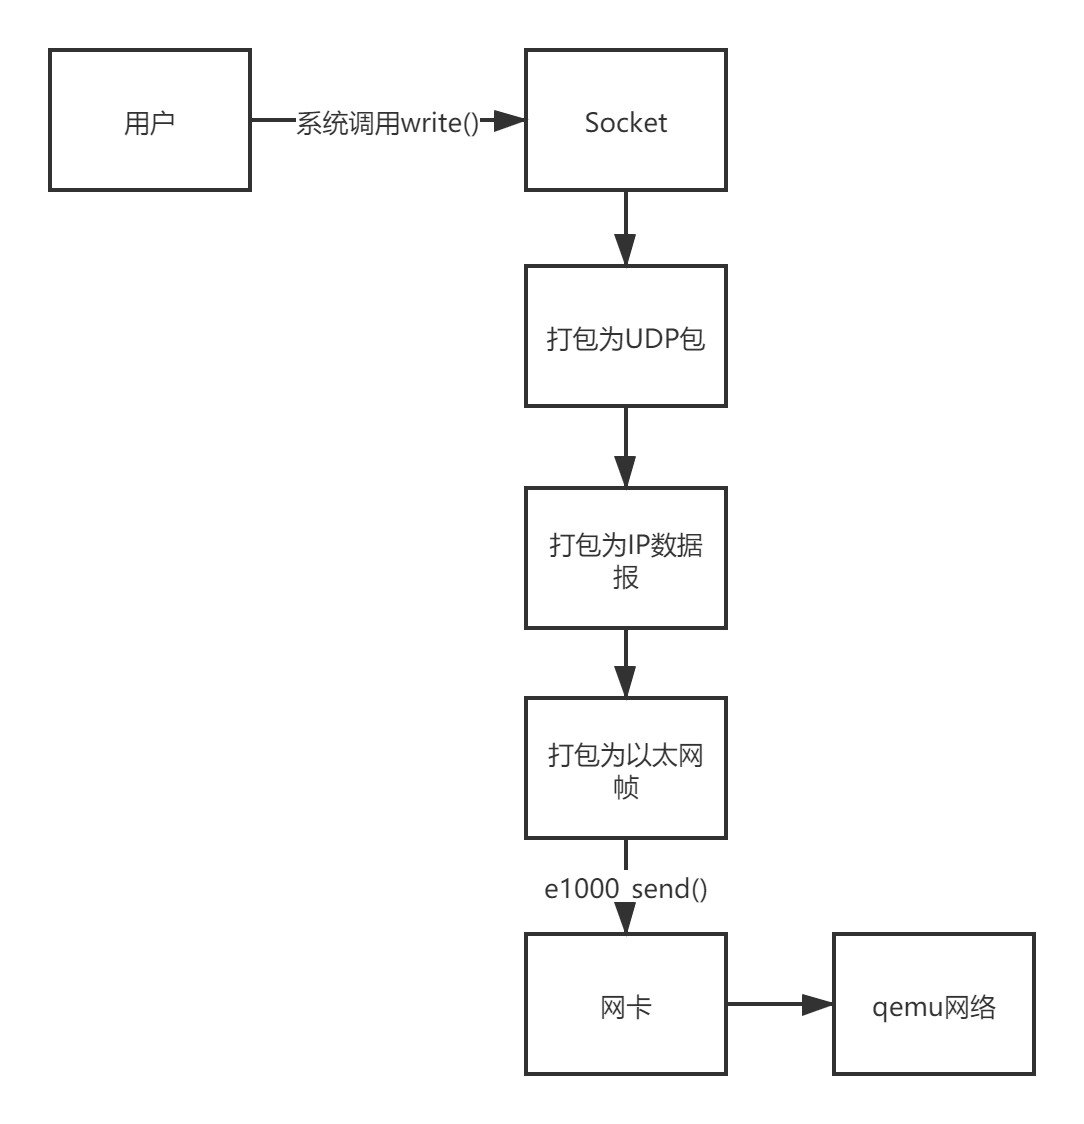 用户
系统调用write()
Socket
打包为UDP包
打包为IP数据
报
打包为以太网
帧
e1000_send()
网卡
qemu网络